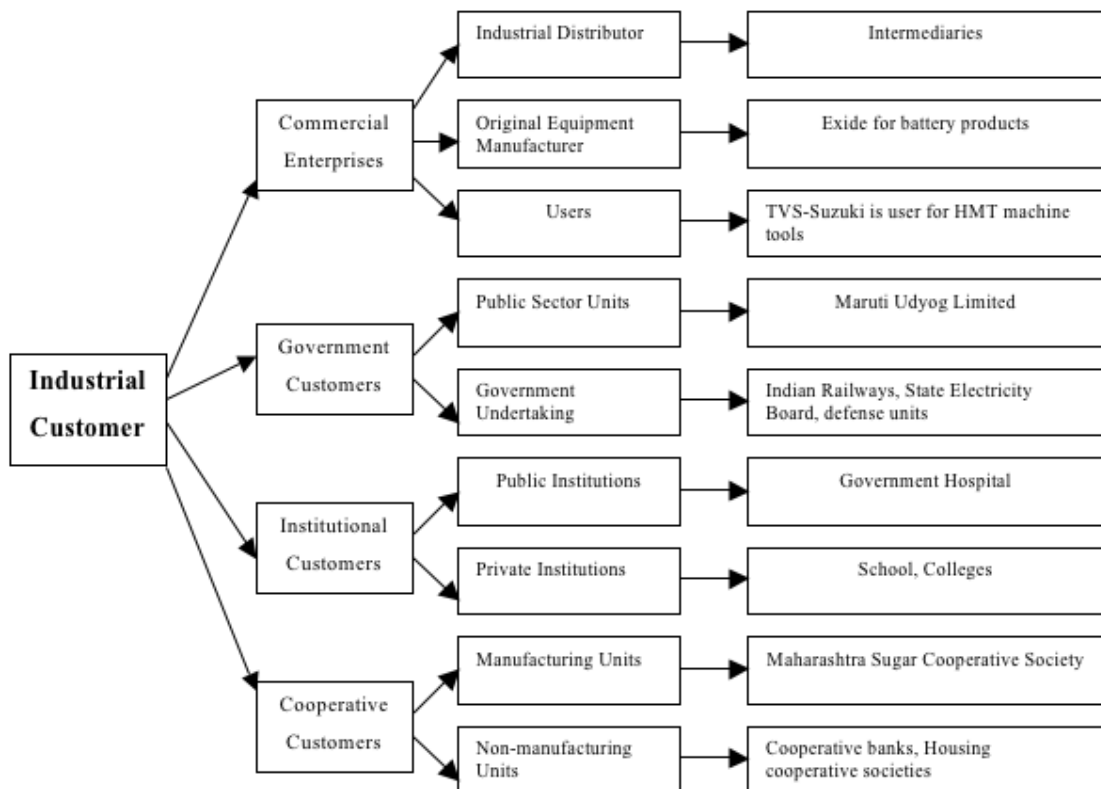 Industrial Distributor
Intermediaries
Commercial
Enterprises
Original Equipment
Manufacturer
Exide for battery products
Users
TVS-Suzuki is user for HMT machine
tools
Public Sector Units
Maruti Udyog Limited
Government
Customers
Industrial
Customer
Government
Undertaking
Indian Railways, State Electricity
Board, defense units
Public Institutions
Government Hospital
Institutional
Customers
Private Institutions
School, Colleges
Manufacturing Units
Maharashtra Sugar Cooperative Society
Cooperative
Customers
Non-manufacturing
Units
Cooperative banks, Housing
cooperative societies